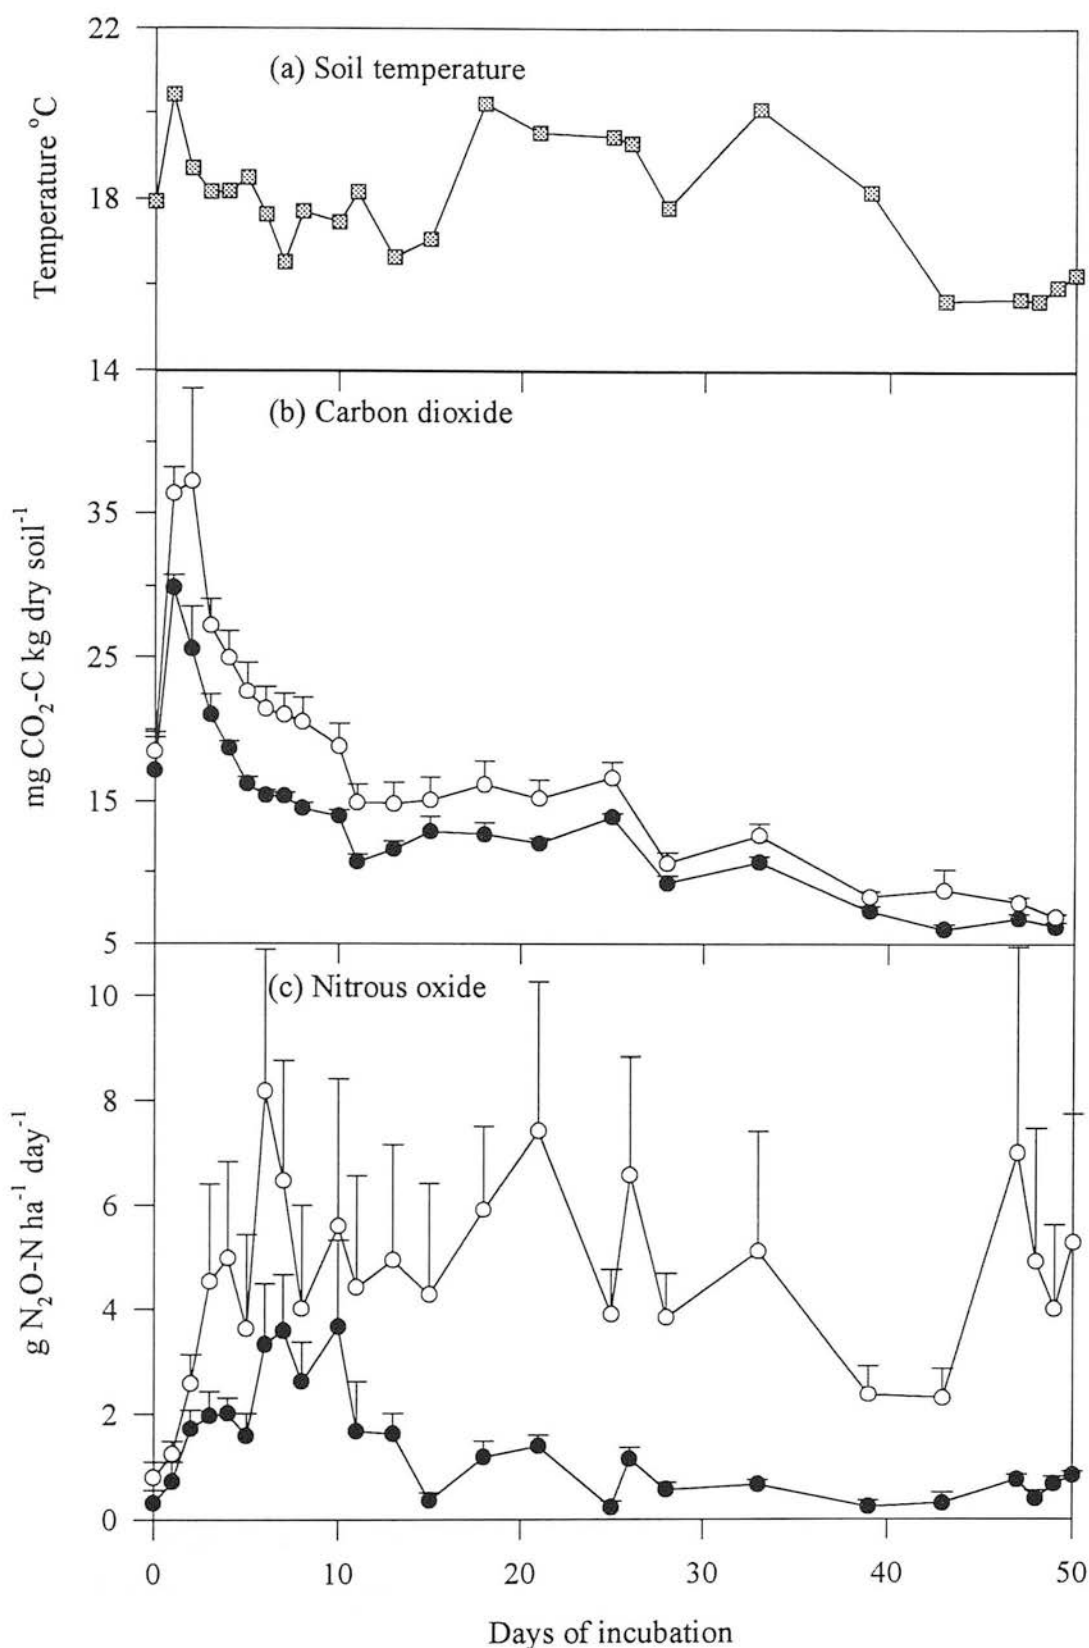 22
(a) Soil temperature
Temperature °C
18
14
(b) Carbon dioxide
mg CO₂-C kg dry soil⁻¹
35
25
15
5
(c) Nitrous oxide
g N₂O-N ha⁻¹ day⁻¹
10
8
6
4
2
0
0 10 20 30 40 50
Days of incubation